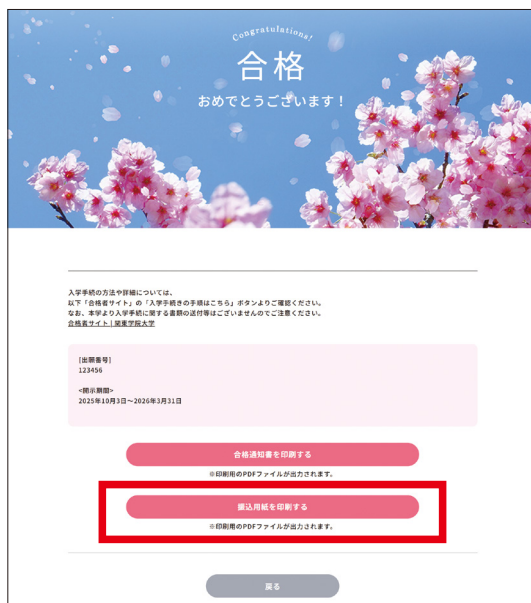 Congratulations!
合格
おめでとうございます！
入学手続の方法や詳細については、
以下「合格者サイト」の「入学手続きの手順はこちら」ボタンよりご確認ください。
なお、本学より入学手続に関する書類の送付等はございませんのでご注意ください。
合格者サイト | 関東学院大学
[出願番号]
123456
<開示期間>
2025年10月3日～2026年3月31日
合格通知書を印刷する
※印刷用のPDFファイルが出力されます。
振込用紙を印刷する
※印刷用のPDFファイルが出力されます。
戻る